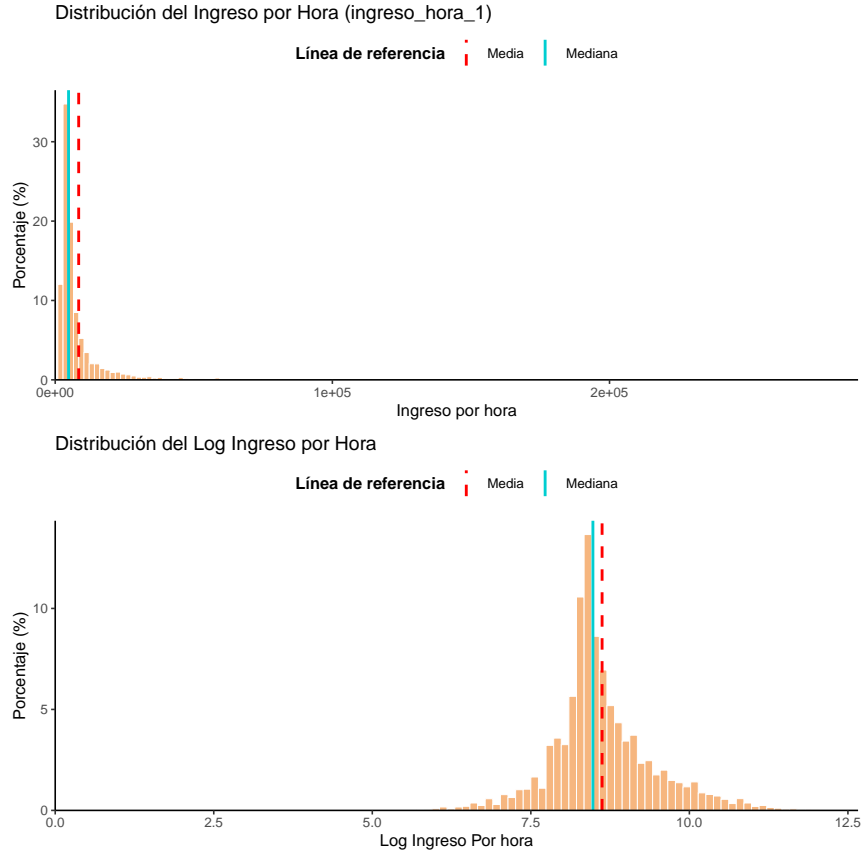 Distribución del Ingreso por Hora (ingreso_hora_1)
Línea de referencia Media Mediana
Porcentaje (%)
30
20
10
0
0e+00 1e+05 2e+05
Ingreso por hora
Distribución del Log Ingreso por Hora
Línea de referencia Media Mediana
Porcentaje (%)
10
5
0
0.0 2.5 5.0 7.5 10.0 12.5
Log Ingreso Por hora